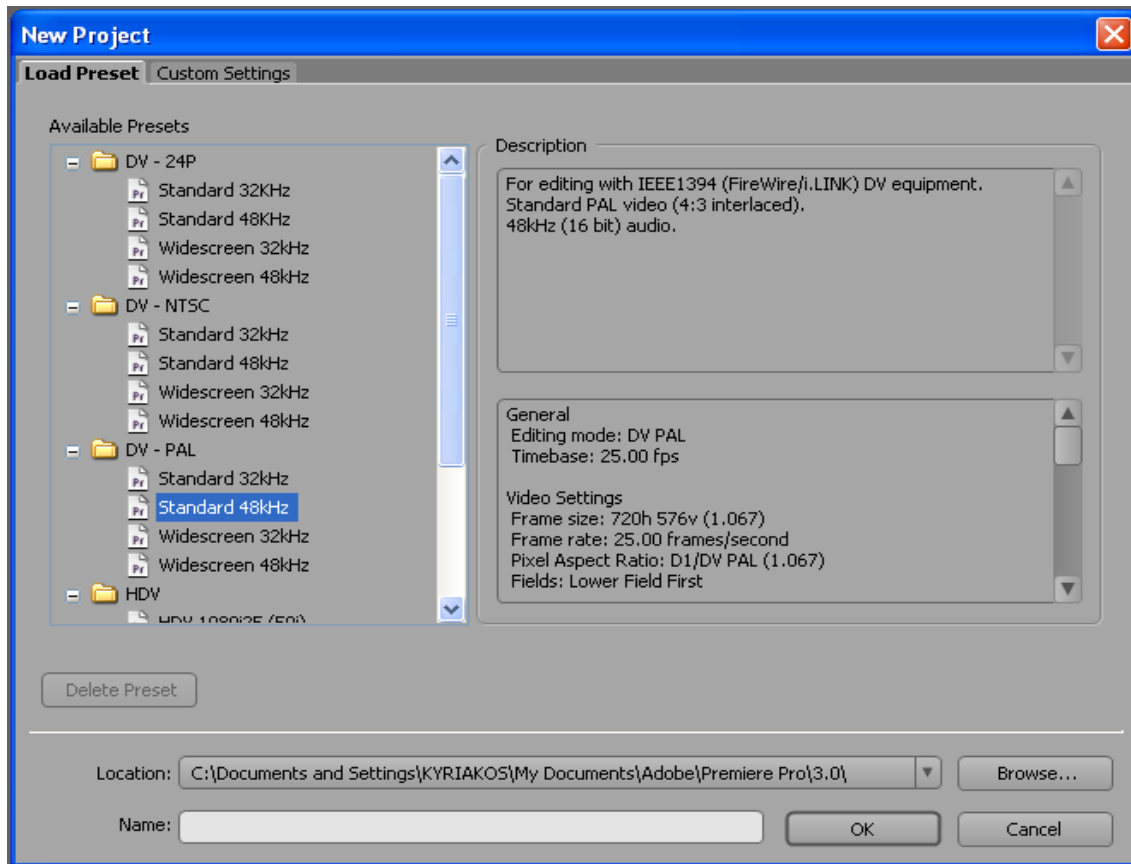 New Project
Load Preset Custom Settings
Available Presets
DV - 24P
Standard 32KHz
Standard 48KHz
Widescreen 32kHz
Widescreen 48kHz
DV - NTSC
Standard 32kHz
Standard 48kHz
Widescreen 32kHz
Widescreen 48kHz
DV - PAL
Standard 32kHz
Standard 48kHz
Widescreen 32kHz
Widescreen 48kHz
HDV
Description
For editing with IEEE1394 (FireWire/i.LINK) DV equipment.
Standard PAL video (4:3 interlaced).
48kHz (16 bit) audio.
General
Editing mode: DV PAL
Timebase: 25.00 fps
Video Settings
Frame size: 720h 576v (1.067)
Frame rate: 25.00 frames/second
Pixel Aspect Ratio: D1/DV PAL (1.067)
Fields: Lower Field First
Delete Preset
Location: C:\Documents and Settings\KYRIAKOS\My Documents\Adobe\Premiere Pro\3.0\ Browse...
Name: OK Cancel